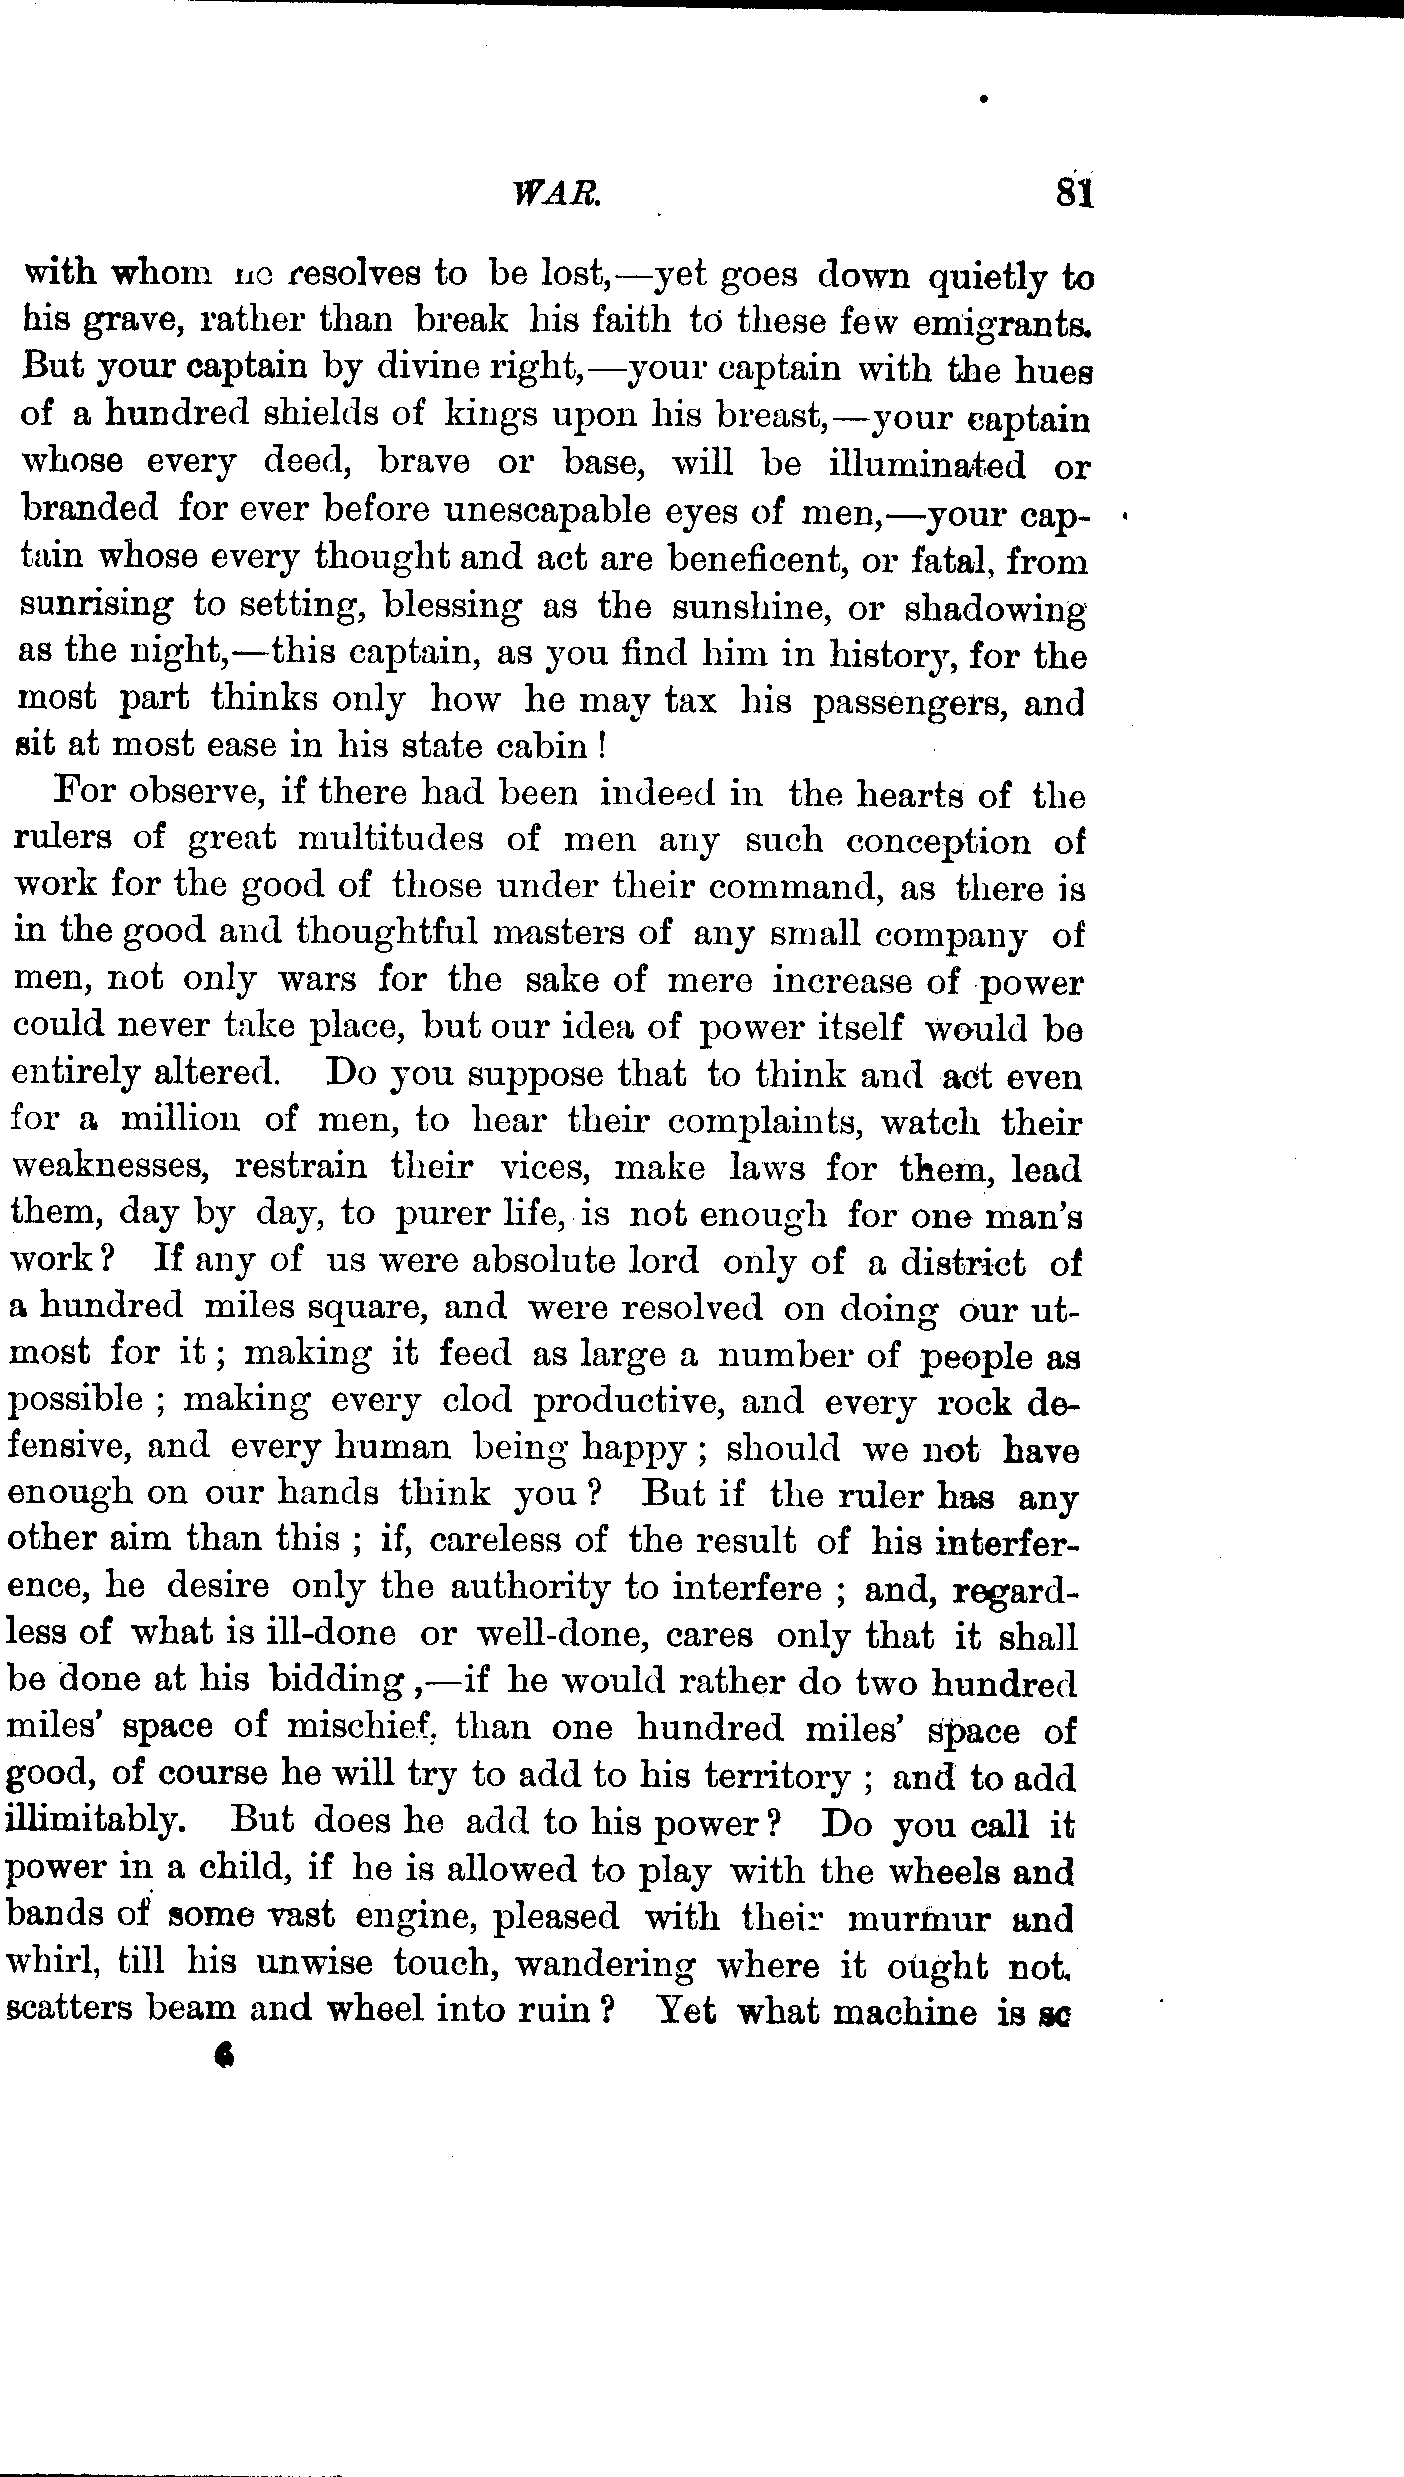 WAR. 81
with whom he resolves to be lost,—yet goes down quietly to
his grave, rather than break his faith to these few emigrants.
But your captain by divine right,—your captain with the hues
of a hundred shields of kings upon his breast,—your captain
whose every deed, brave or base, will be illuminated or
branded for ever before unescapable eyes of men,—your cap-
tain whose every thought and act are beneficent, or fatal, from
sunrising to setting, blessing as the sunshine, or shadowing
as the night,—this captain, as you find him in history, for the
most part thinks only how he may tax his passengers, and
sit at most ease in his state cabin !
For observe, if there had been indeed in the hearts of the
rulers of great multitudes of men any such conception of
work for the good of those under their command, as there is
in the good and thoughtful masters of any small company of
men, not only wars for the sake of mere increase of power
could never take place, but our idea of power itself would be
entirely altered. Do you suppose that to think and act even
for a million of men, to hear their complaints, watch their
weaknesses, restrain their vices, make laws for them, lead
them, day by day, to purer life, is not enough for one man's
work? If any of us were absolute lord only of a district of
a hundred miles square, and were resolved on doing our ut-
most for it ; making it feed as large a number of people as
possible ; making every clod productive, and every rock de-
fensive, and every human being happy ; should we not have
enough on our hands think you ? But if the ruler has any
other aim than this ; if, careless of the result of his interfer-
ence, he desire only the authority to interfere ; and, regard-
less of what is ill-done or well-done, cares only that it shall
be done at his bidding ,—if he would rather do two hundred
miles' space of mischief, than one hundred miles' space of
good, of course he will try to add to his territory ; and to add
illimitably. But does he add to his power? Do you call it
power in a child, if he is allowed to play with the wheels and
bands of some vast engine, pleased with their murmur and
whirl, till his unwise touch, wandering where it ought not,
scatters beam and wheel into ruin ? Yet what machine is so
6